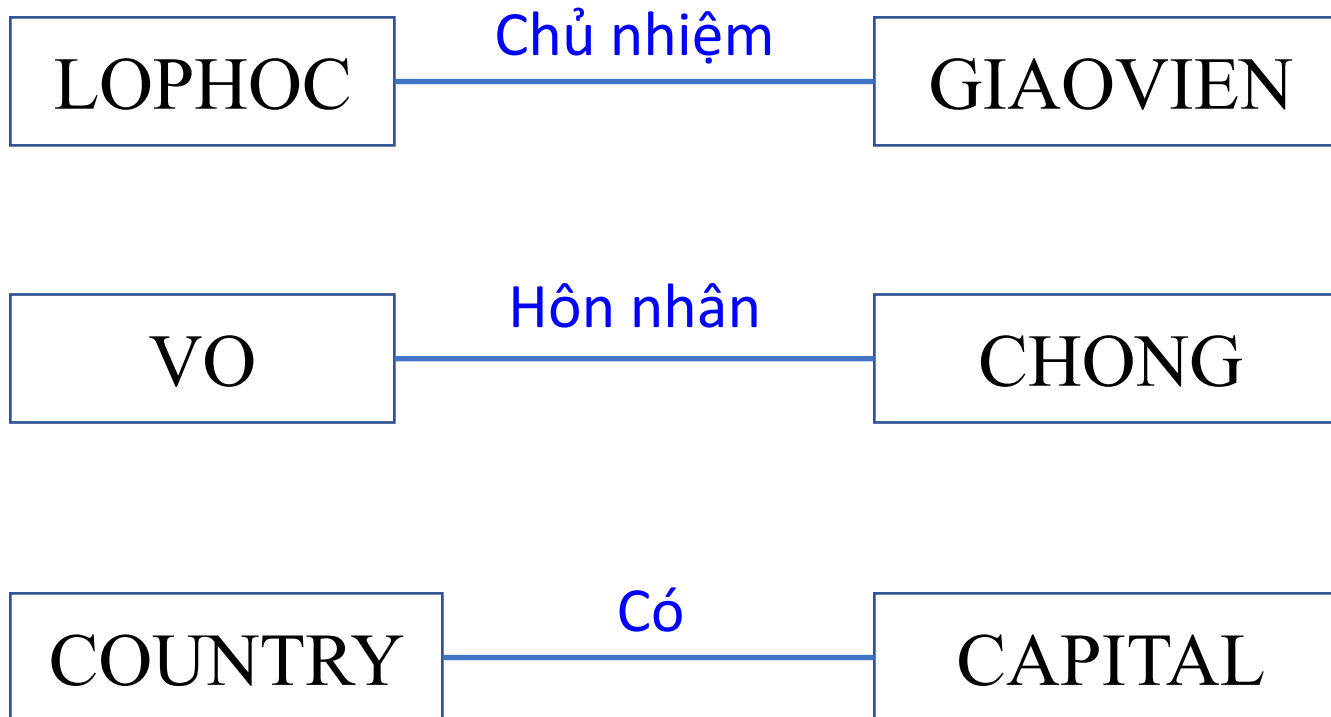 Chủ nhiệm
LOPHOC GIAOVIEN
Hôn nhân
VO CHONG
Có
COUNTRY CAPITAL